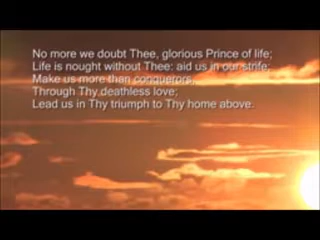 No more we doubt Thee, glorious Prince of life;
Life is nought without Thee: aid us in our strife;
Make us more than conquerors,
Through Thy deathless love;
Lead us in Thy triumph to Thy home above.